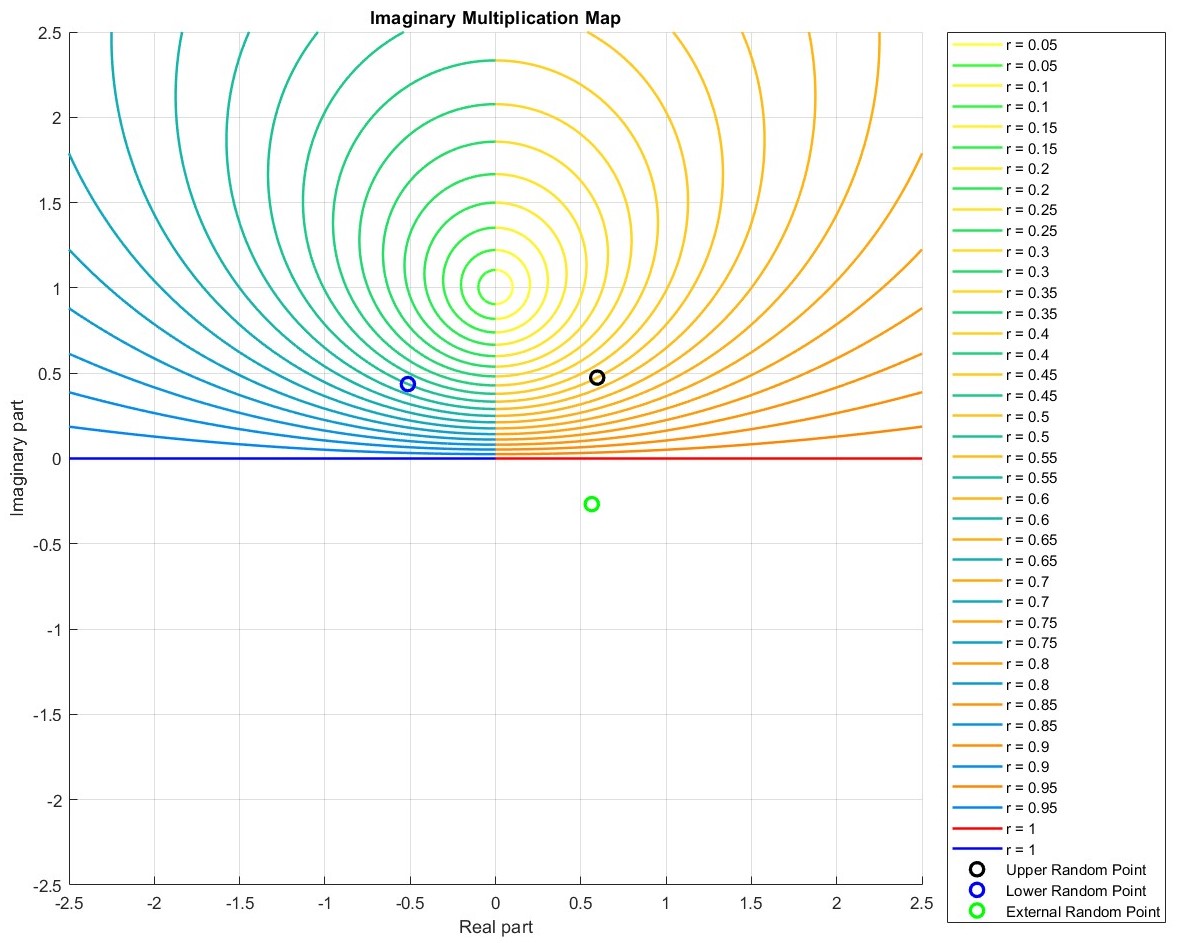 Imaginary Multiplication Map
2.5
2
1.5
1
0.5
0
-0.5
-1
-1.5
-2
-2.5
Imaginary part
-2.5 -2 -1.5 -1 -0.5 0 0.5 1 1.5 2 2.5
Real part
r = 0.05
r = 0.05
r = 0.1
r = 0.1
r = 0.15
r = 0.15
r = 0.2
r = 0.2
r = 0.25
r = 0.25
r = 0.3
r = 0.3
r = 0.35
r = 0.35
r = 0.4
r = 0.4
r = 0.45
r = 0.45
r = 0.5
r = 0.5
r = 0.55
r = 0.55
r = 0.6
r = 0.6
r = 0.65
r = 0.65
r = 0.7
r = 0.7
r = 0.75
r = 0.75
r = 0.8
r = 0.8
r = 0.85
r = 0.85
r = 0.9
r = 0.9
r = 0.95
r = 0.95
r = 1
r = 1
Upper Random Point
Lower Random Point
External Random Point